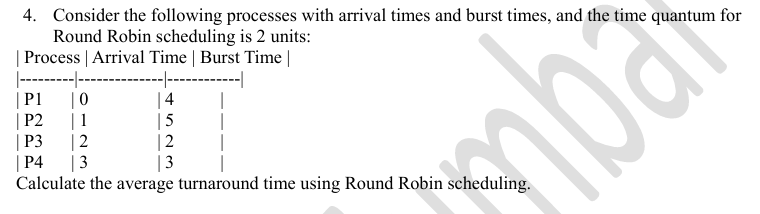 4. Consider the following processes with arrival times and burst times, and the time quantum for
Round Robin scheduling is 2 units:
| Process | Arrival Time | Burst Time |
|---------|--------------|------------|
| P1 | 0 | 4 |
| P2 | 1 | 5 |
| P3 | 2 | 2 |
| P4 | 3 | 3 |
Calculate the average turnaround time using Round Robin scheduling.